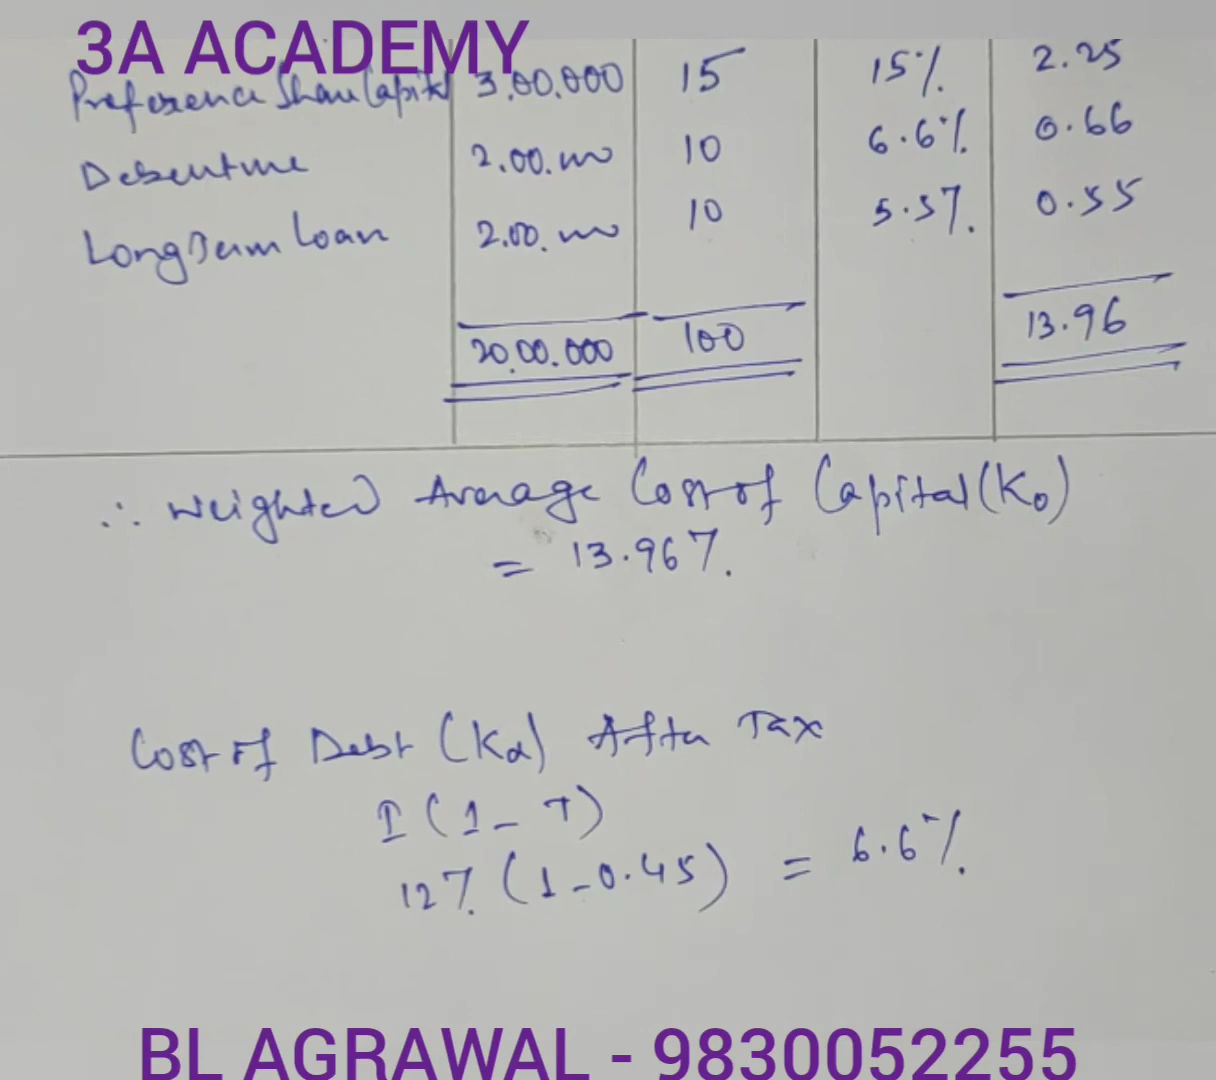 3A ACADEMY
Preference Share Capital 3,00,000 15 15% 2.25
Debenture 2,00,000 10 6.6% 0.66
Long Term Loan 2,00,000 10 5.5% 0.55
20,00,000 100 13.96
∴ Weighted Average Cost of Capital (Ko)
= 13.96%
Cost of Debt (Kd) After Tax
I (1 - T)
12% (1 - 0.45) = 6.6%
BL AGRAWAL - 9830052255